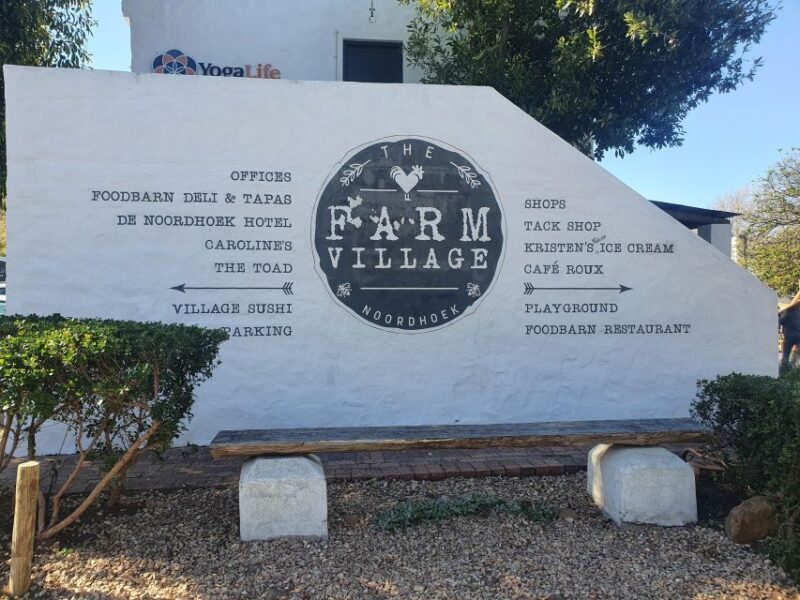 YogaLife
OFFICES
FOODBARN DELI & TAPAS
DE NOORDHOEK HOTEL
CAROLINE'S
THE TOAD
VILLAGE SUSHI
PARKING
THE
FARM
VILLAGE
NOORDHOEK
SHOPS
TACK SHOP
KRISTEN'S ICE CREAM
CAFÉ ROUX
PLAYGROUND
FOODBARN RESTAURANT